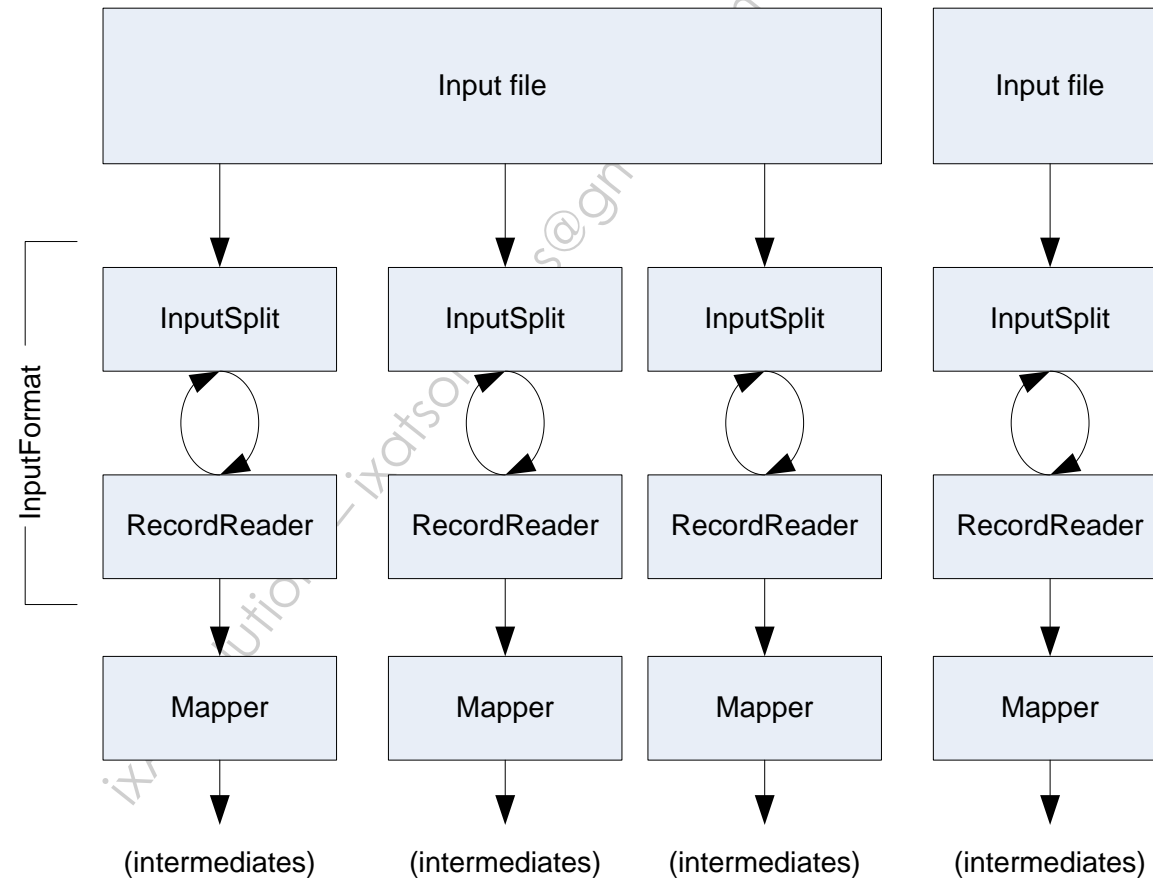 Input file
Input file
InputSplit
InputSplit
InputSplit
InputSplit
InputFormat
RecordReader
RecordReader
RecordReader
RecordReader
Mapper
Mapper
Mapper
Mapper
(intermediates)
(intermediates)
(intermediates)
(intermediates)